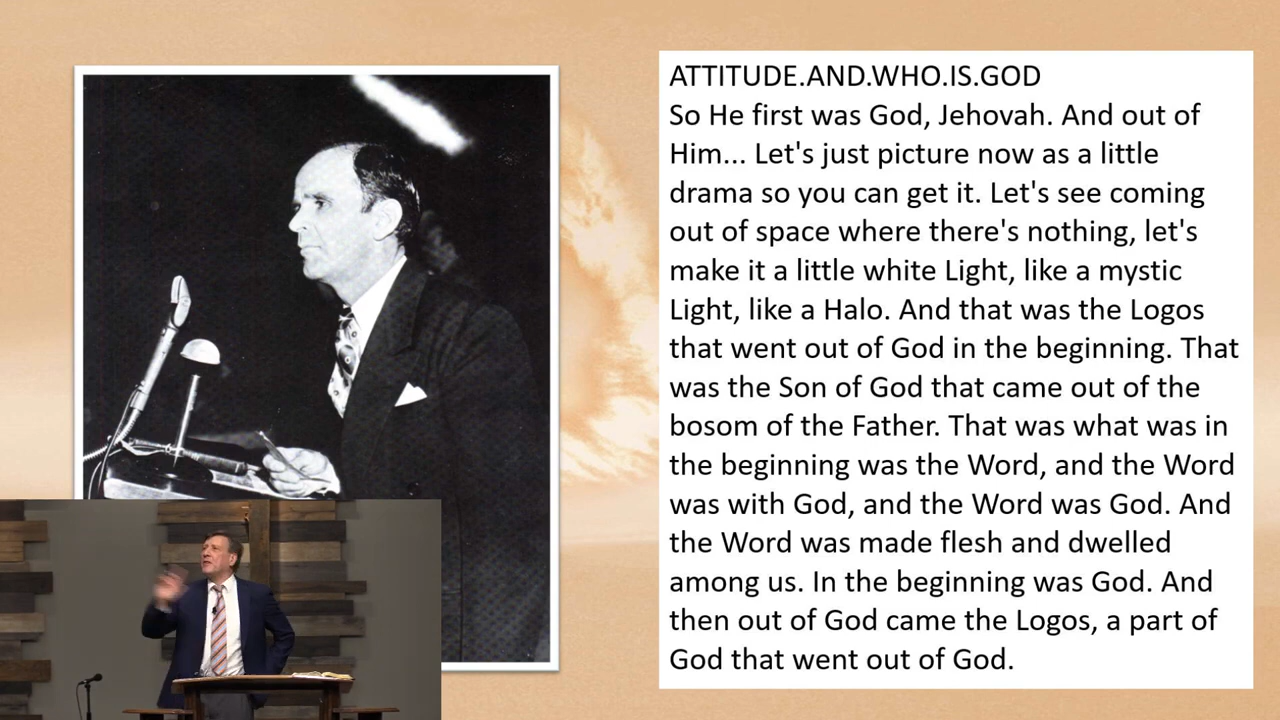 ATTITUDE.AND.WHO.IS.GOD
So He first was God, Jehovah. And out of
Him... Let's just picture now as a little
drama so you can get it. Let's see coming
out of space where there's nothing, let's
make it a little white Light, like a mystic
Light, like a Halo. And that was the Logos
that went out of God in the beginning. That
was the Son of God that came out of the
bosom of the Father. That was what was in
the beginning was the Word, and the Word
was with God, and the Word was God. And
the Word was made flesh and dwelled
among us. In the beginning was God. And
then out of God came the Logos, a part of
God that went out of God.